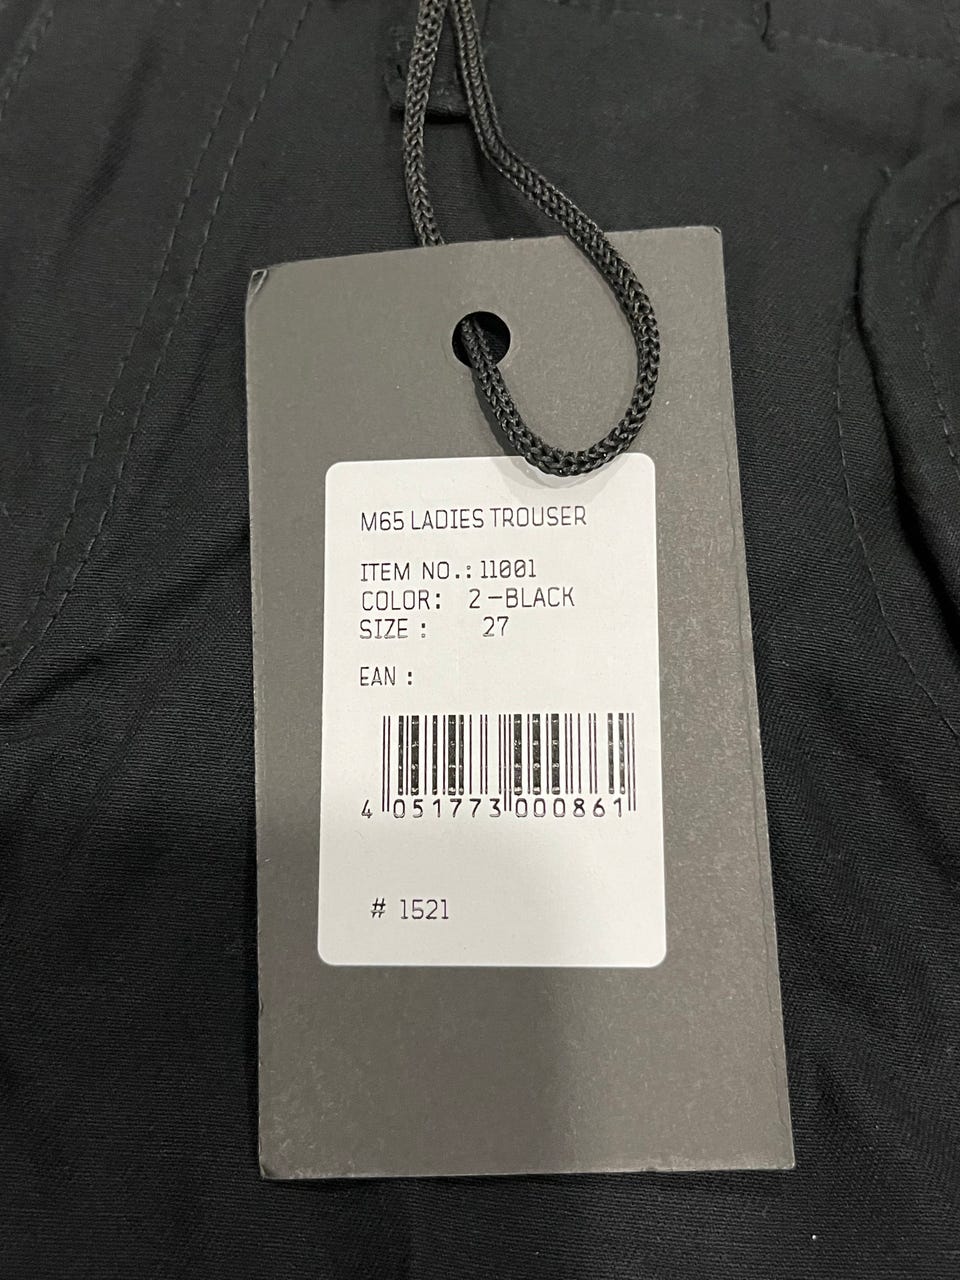 M65 LADIES TROUSER
ITEM NO.: 11001
COLOR: 2-BLACK
SIZE : 27
EAN :
4 051773 000861
# 1521